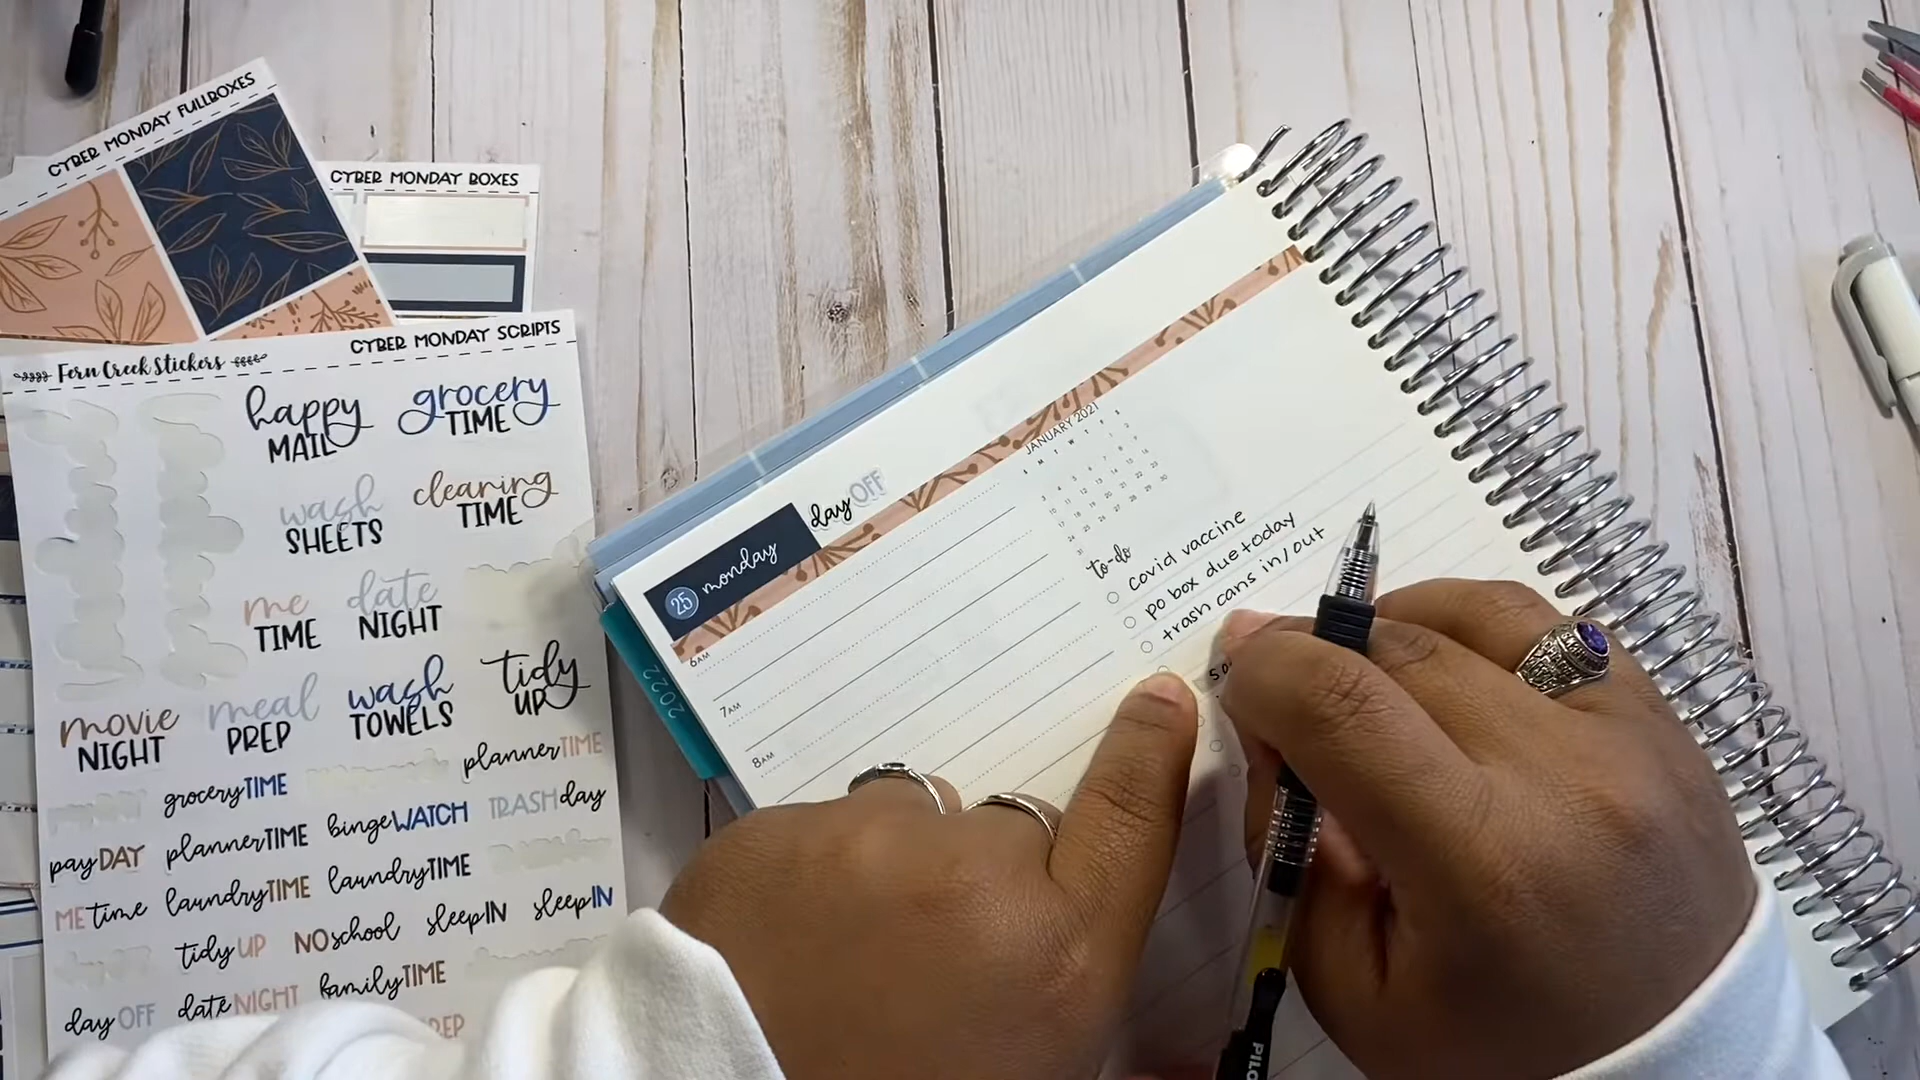 CYBER MONDAY FULLBOXES
CYBER MONDAY BOXES
CYBER MONDAY SCRIPTS
Fern Creek Stickers
happy
MAIL
grocery
TIME
wash
SHEETS
cleaning
TIME
me
TIME
date
NIGHT
movie
NIGHT
meal
PREP
wash
TOWELS
tidy
UP
groceryTIME
plannerTIME
payDAY
plannerTIME
bingeWATCH
TRASHday
MEtime
laundryTIME
laundryTIME
tidyUP
NOschool
sleepIN
sleepIN
dayOFF
dateNIGHT
familyTIME
25 monday
dayOFF
JANUARY 2021
S M T W T F S
to-do
covid vaccine
po box due today
trash cans in/out
6AM
7AM
8AM
2022
PILO